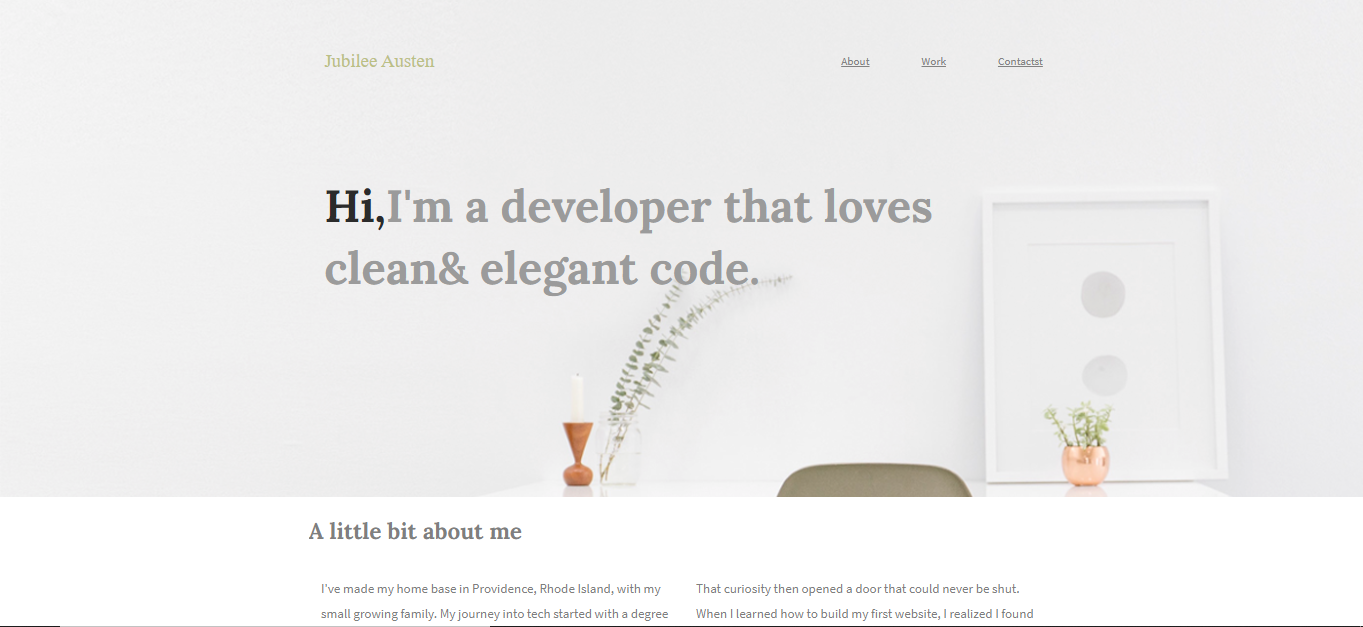 Jubilee Austen
About Work Contactst
Hi,I'm a developer that loves
clean& elegant code.
A little bit about me
I've made my home base in Providence, Rhode Island, with my
small growing family. My journey into tech started with a degree
That curiosity then opened a door that could never be shut.
When I learned how to build my first website, I realized I found